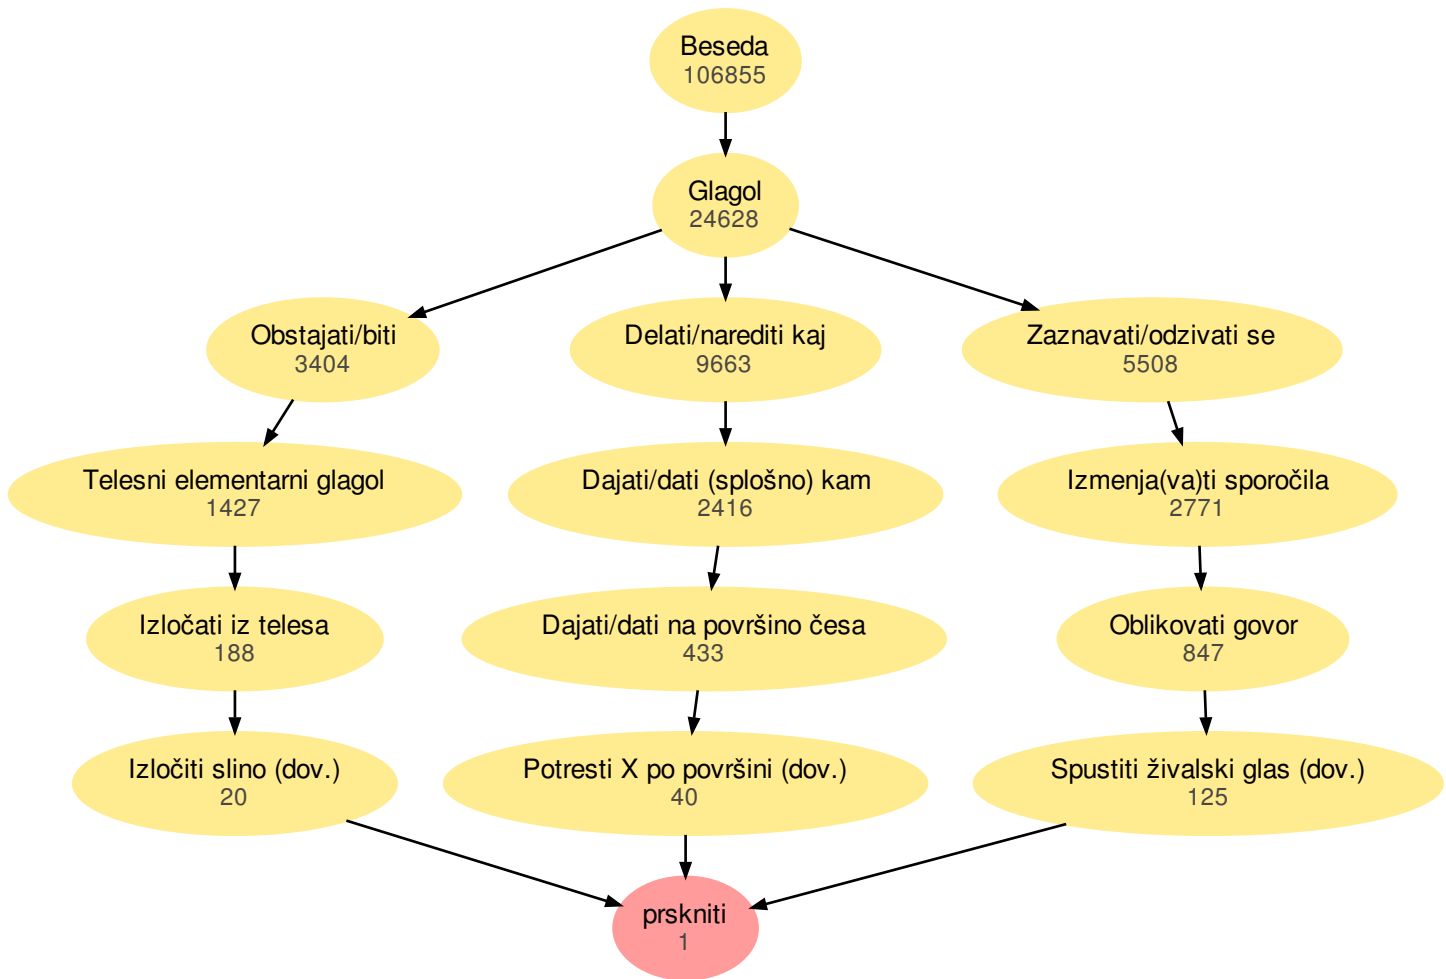 Beseda
106855
Glagol
24628
Obstajati/biti
3404
Delati/narediti kaj
9663
Zaznavati/odzivati se
5508
Telesni elementarni glagol
1427
Dajati/dati (splošno) kam
2416
Izmenja(va)ti sporočila
2771
Izločati iz telesa
188
Dajati/dati na površino česa
433
Oblikovati govor
847
Izločiti slino (dov.)
20
Potresti X po površini (dov.)
40
Spustiti živalski glas (dov.)
125
prskniti
1